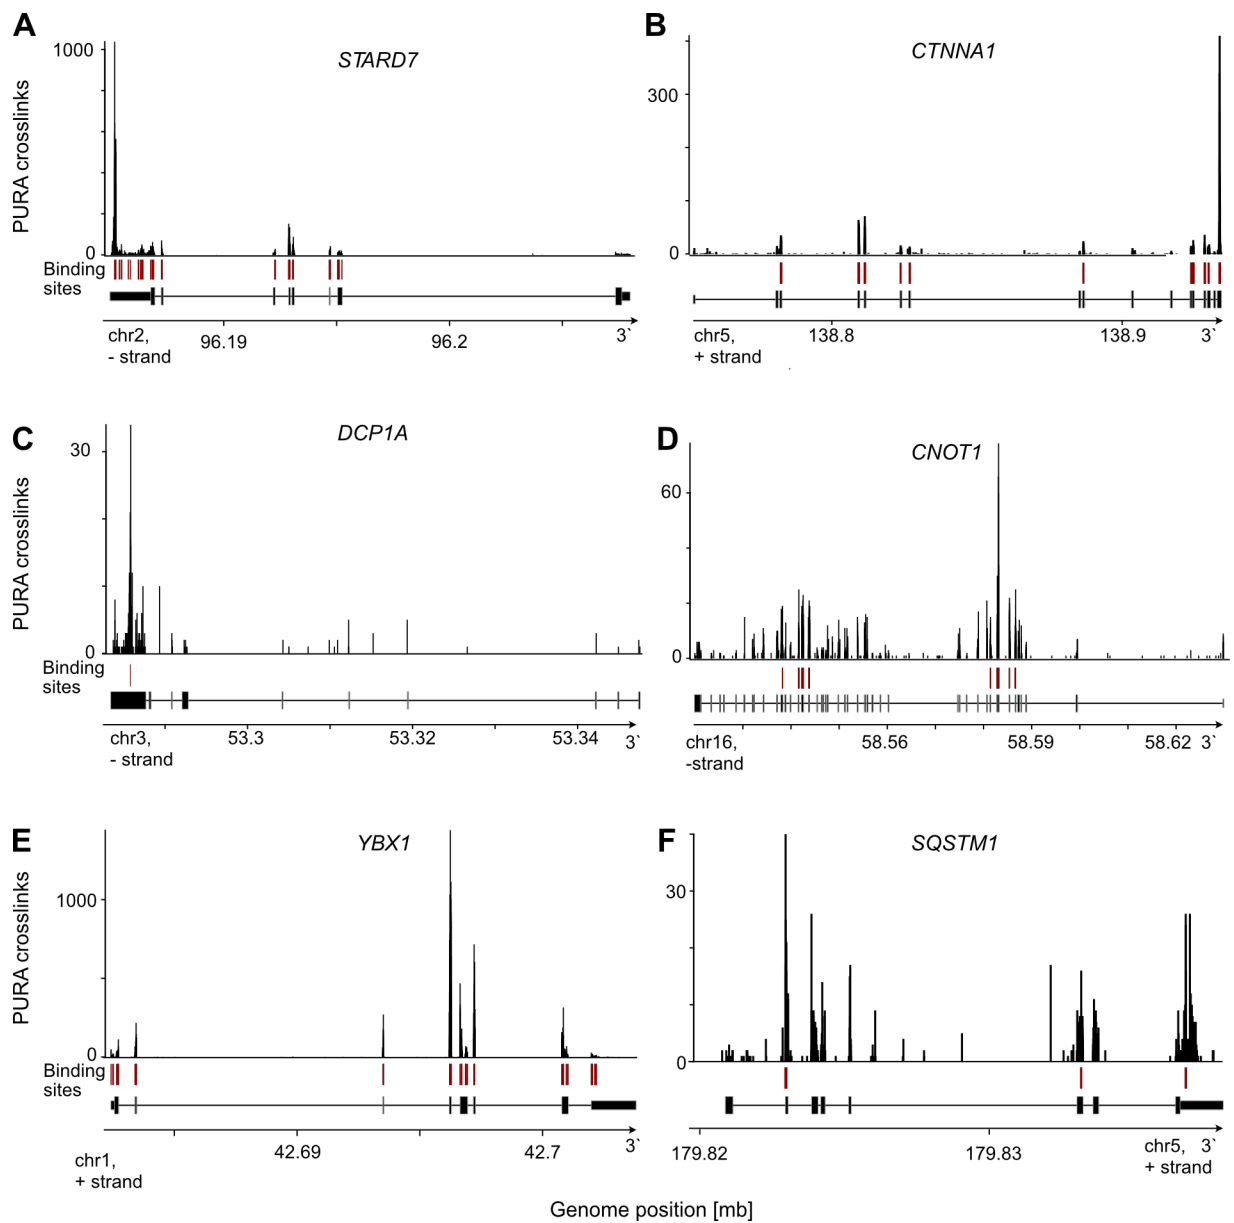 A
STARD7
1000
0
PURA crosslinks
Binding
sites
chr2,
- strand
96.19
96.2
3`
B
CTNNA1
300
0
chr5,
+ strand
138.8
138.9
3`
C
DCP1A
30
0
PURA crosslinks
Binding
sites
chr3,
- strand
53.3
53.32
53.34
3`
D
CNOT1
60
0
chr16,
-strand
58.56
58.59
58.62
3`
E
YBX1
1000
0
PURA crosslinks
Binding
sites
chr1,
+ strand
42.69
42.7
3`
F
SQSTM1
30
0
179.82
179.83
chr5,
+ strand
3`
Genome position [mb]